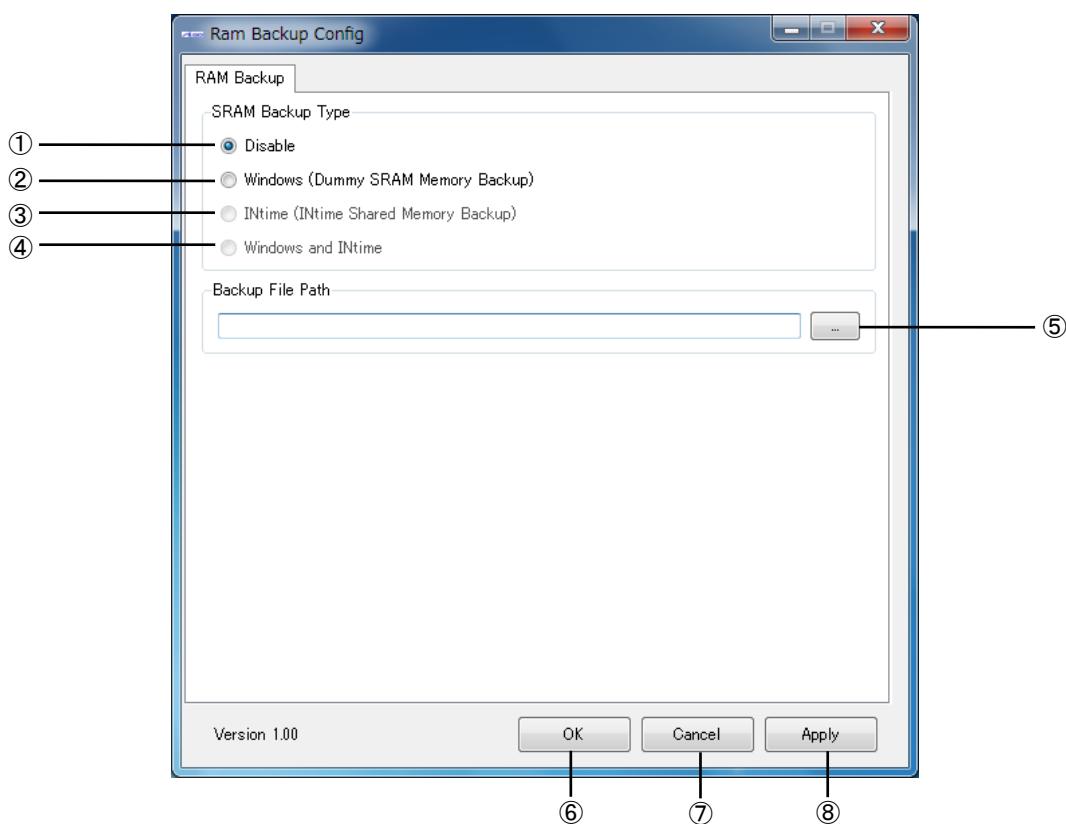 Ram Backup Config
RAM Backup
SRAM Backup Type
① Disable
② Windows (Dummy SRAM Memory Backup)
③ INtime (INtime Shared Memory Backup)
④ Windows and INtime
Backup File Path
... ⑤
Version 1.00 OK Cancel Apply
⑥ ⑦ ⑧